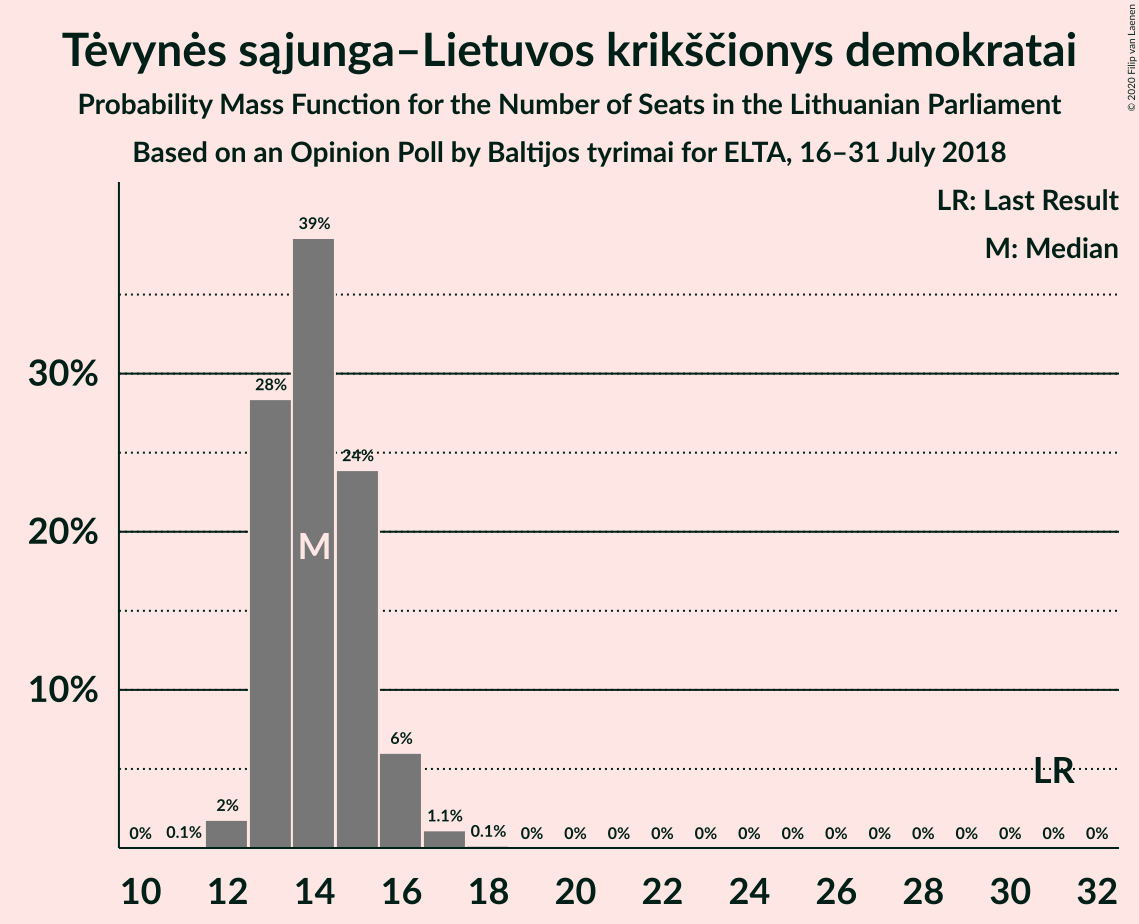 Tėvynės sąjunga–Lietuvos krikščionys demokratai
Probability Mass Function for the Number of Seats in the Lithuanian Parliament
Based on an Opinion Poll by Baltijos tyrimai for ELTA, 16–31 July 2018
© 2020 Filip van Laenen
LR: Last Result
M: Median
39%
30%
28%
24%
20%
M
10%
6%
LR
2%
1.1%
0% 0.1% 0.1% 0% 0% 0% 0% 0% 0% 0% 0% 0% 0% 0% 0% 0% 0%
10 12 14 16 18 20 22 24 26 28 30 32